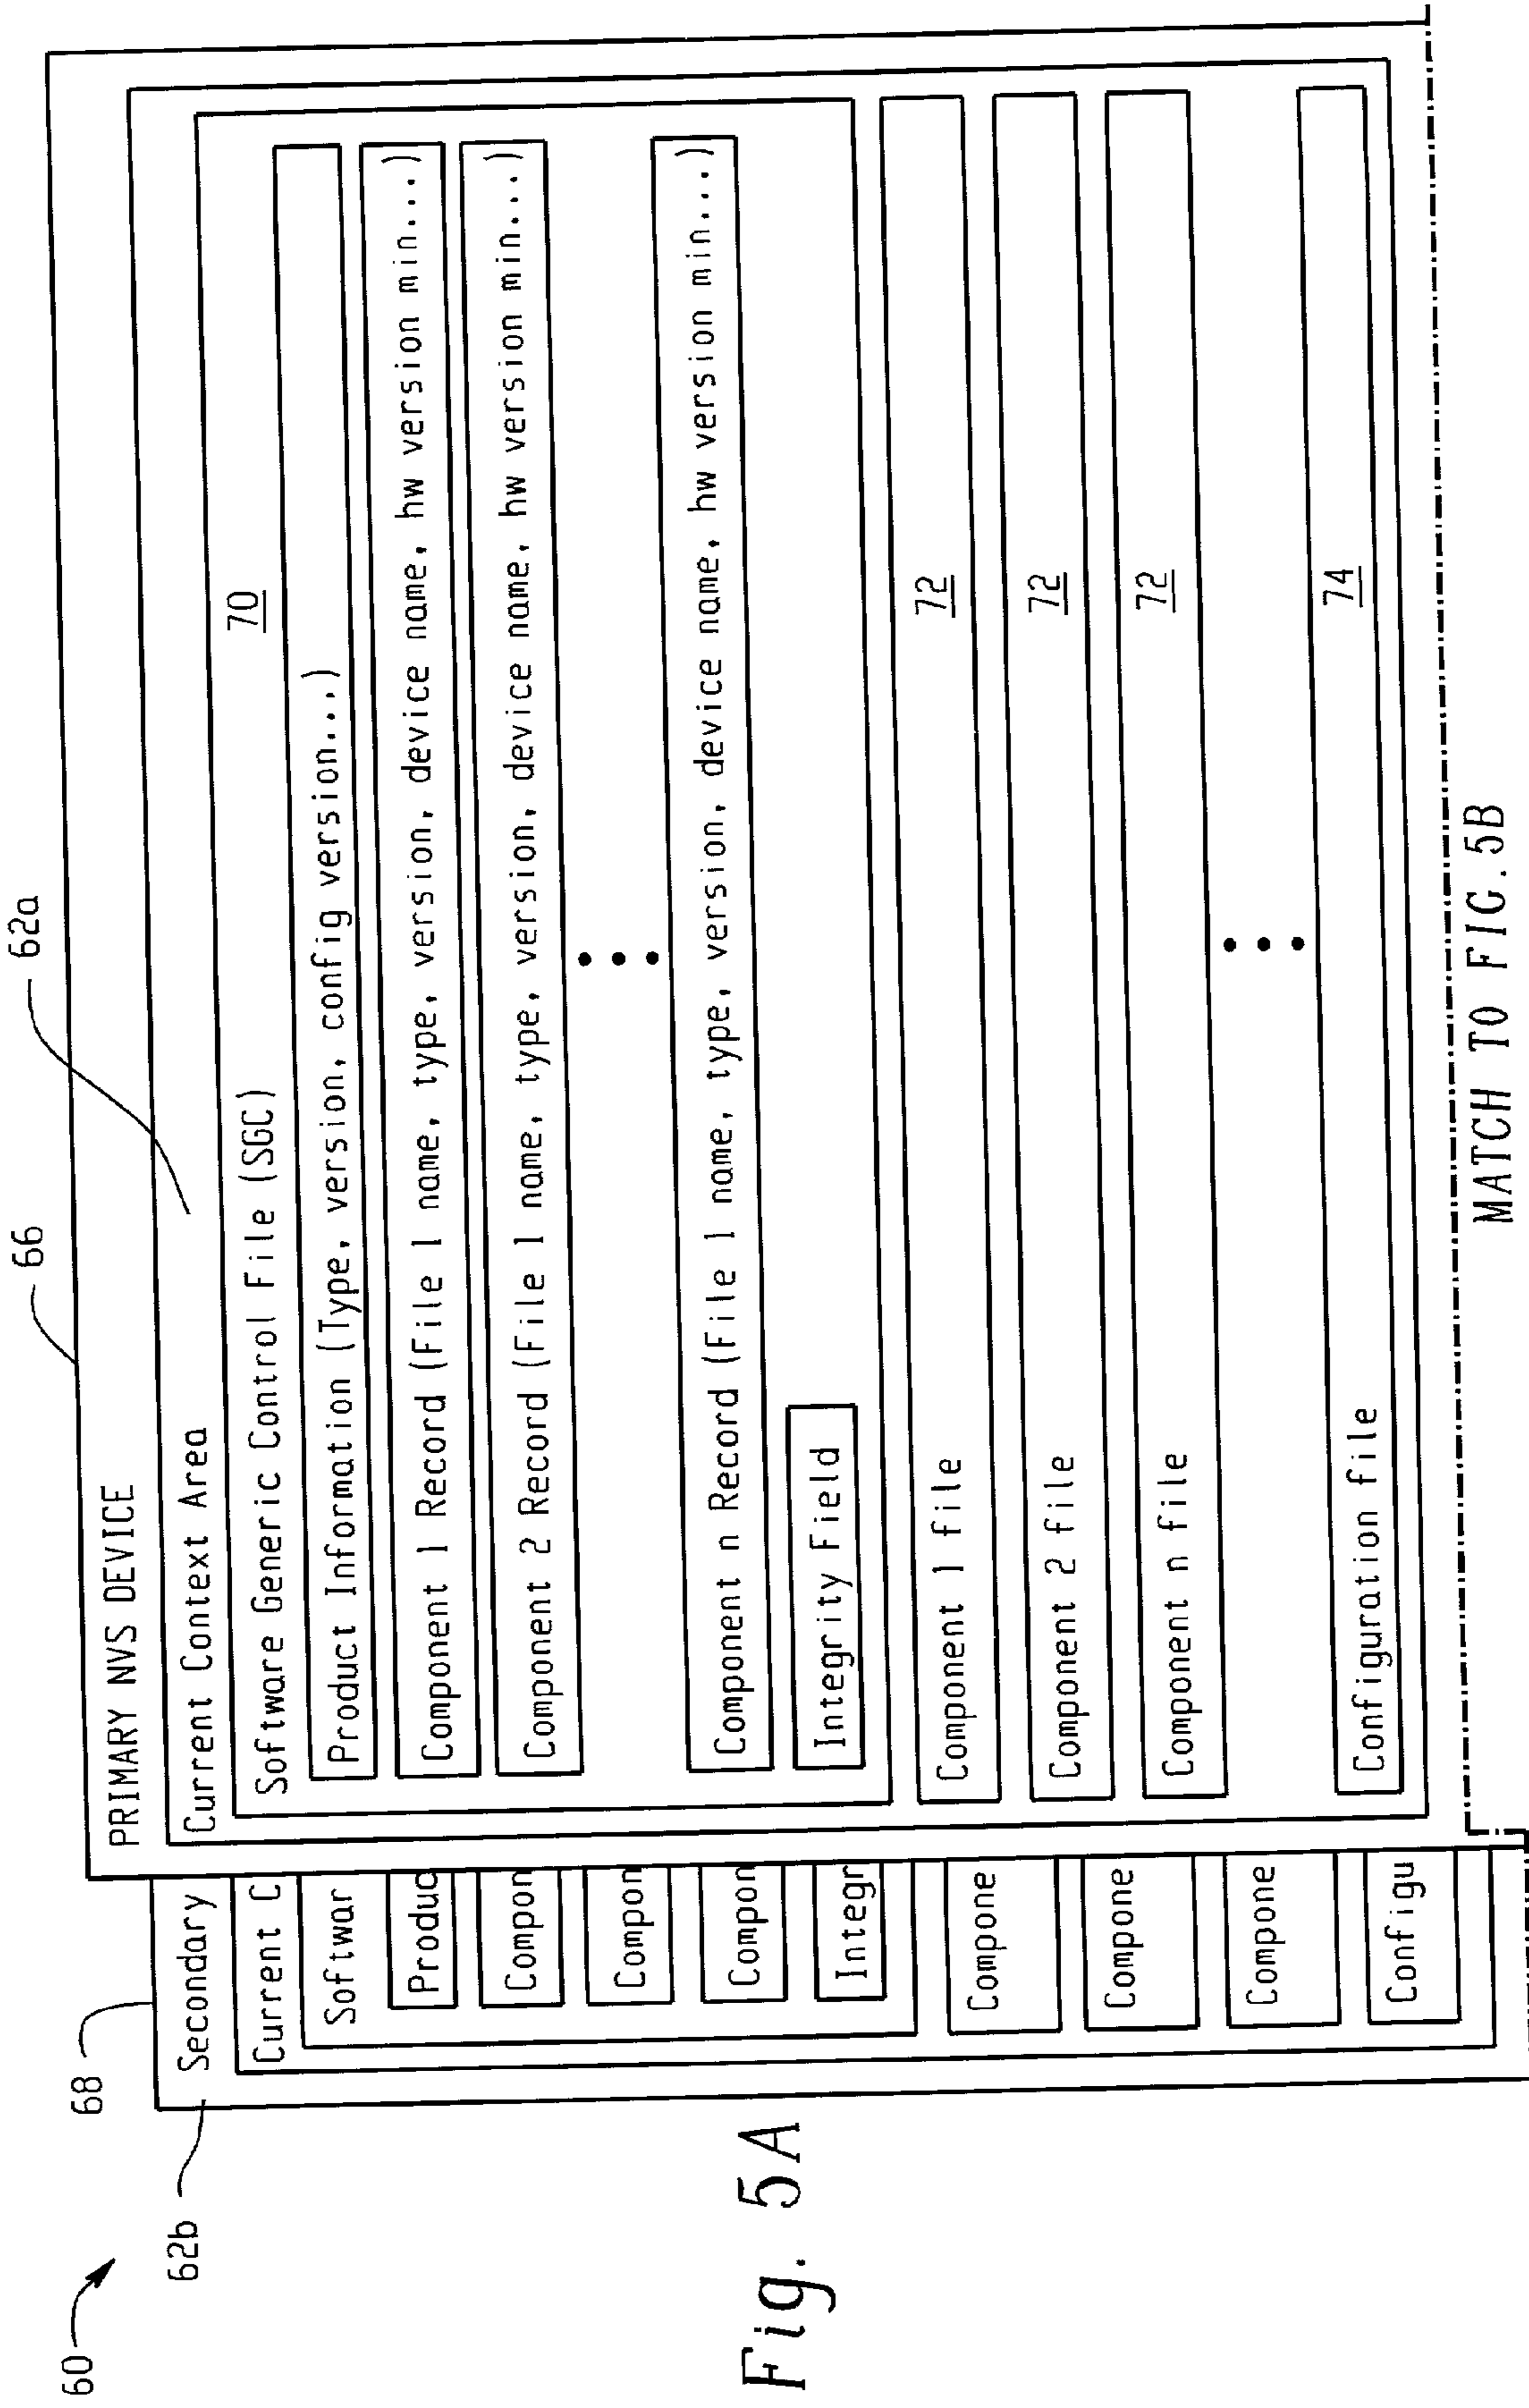 60
62b
68
66
62a
PRIMARY NVS DEVICE
Current Context Area
Software Generic Control File (SGC)
70
Product Information (Type, version, config version...)
Component 1 Record (File 1 name, type, version, device name, hw version min...)
Component 2 Record (File 1 name, type, version, device name, hw version min...)
Component n Record (File 1 name, type, version, device name, hw version min...)
Integrity Field
Component 1 file
72
Component 2 file
72
Component n file
72
Configuration file
74
Secondary
Current C
Softwar
Produc
Compon
Compon
Compon
Integr
Compone
Compone
Compone
Configu
MATCH TO FIG.5B
Fig. 5A